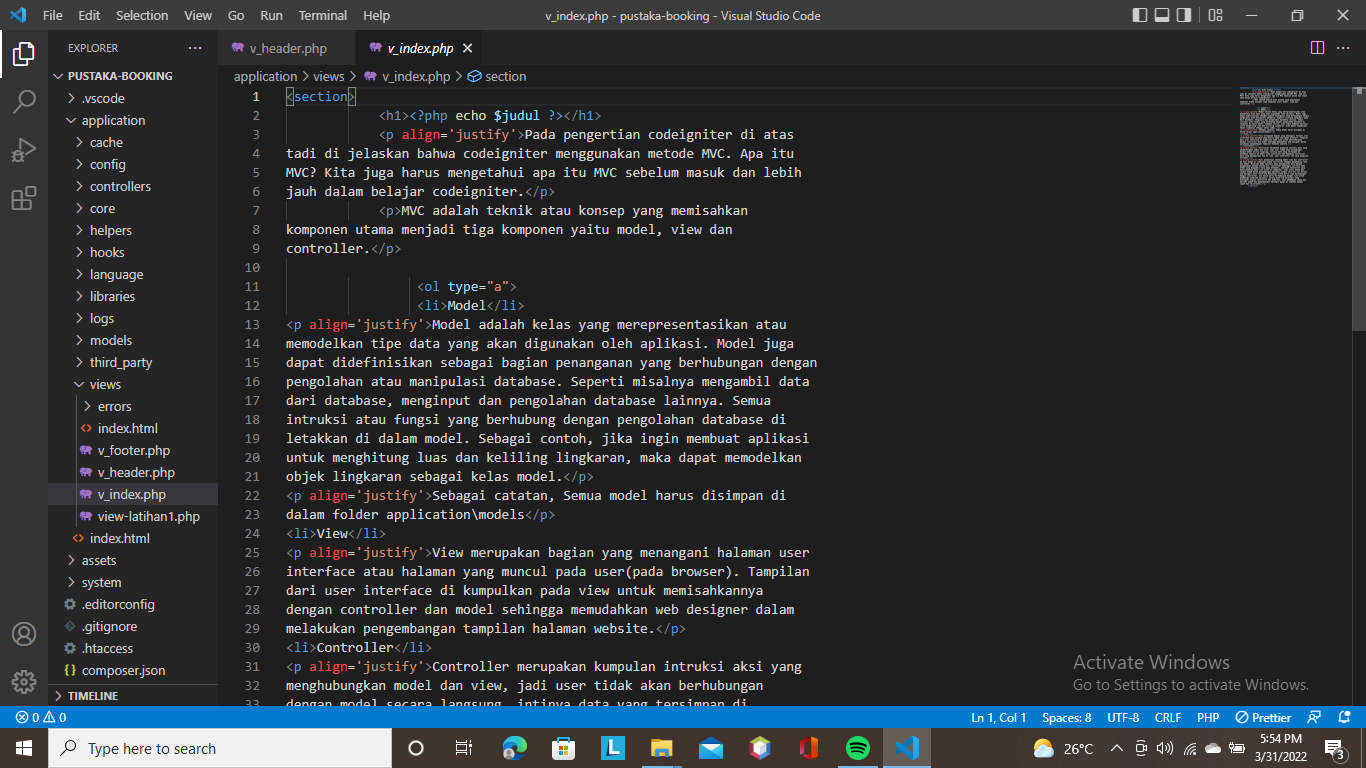 File Edit Selection View Go Run Terminal Help v_index.php - pustaka-booking - Visual Studio Code
EXPLORER
PUSTAKA-BOOKING
.vscode
application
cache
config
controllers
core
helpers
hooks
language
libraries
logs
models
third_party
views
errors
index.html
v_footer.php
v_header.php
v_index.php
view-latihan1.php
index.html
assets
system
.editorconfig
.gitignore
.htaccess
composer.json
TIMELINE
v_header.php v_index.php
application > views > v_index.php > section
1 <section>
2 <h1><?php echo $judul ?></h1>
3 <p align='justify'>Pada pengertian codeigniter di atas
4 tadi di jelaskan bahwa codeigniter menggunakan metode MVC. Apa itu
5 MVC? Kita juga harus mengetahui apa itu MVC sebelum masuk dan lebih
6 jauh dalam belajar codeigniter.</p>
7 <p>MVC adalah teknik atau konsep yang memisahkan
8 komponen utama menjadi tiga komponen yaitu model, view dan
9 controller.</p>
10
11 <ol type="a">
12 <li>Model</li>
13 <p align='justify'>Model adalah kelas yang merepresentasikan atau
14 memodelkan tipe data yang akan digunakan oleh aplikasi. Model juga
15 dapat didefinisikan sebagai bagian penanganan yang berhubungan dengan
16 pengolahan atau manipulasi database. Seperti misalnya mengambil data
17 dari database, menginput dan pengolahan database lainnya. Semua
18 intruksi atau fungsi yang berhubung dengan pengolahan database di
19 letakkan di dalam model. Sebagai contoh, jika ingin membuat aplikasi
20 untuk menghitung luas dan keliling lingkaran, maka dapat memodelkan
21 objek lingkaran sebagai kelas model.</p>
22 <p align='justify'>Sebagai catatan, Semua model harus disimpan di
23 dalam folder application\models</p>
24 <li>View</li>
25 <p align='justify'>View merupakan bagian yang menangani halaman user
26 interface atau halaman yang muncul pada user(pada browser). Tampilan
27 dari user interface di kumpulkan pada view untuk memisahkannya
28 dengan controller dan model sehingga memudahkan web designer dalam
29 melakukan pengembangan tampilan halaman website.</p>
30 <li>Controller</li>
31 <p align='justify'>Controller merupakan kumpulan intruksi aksi yang
32 menghubungkan model dan view, jadi user tidak akan berhubungan
33 dengan model secara langsung, intinya data yang tersimpan di
Activate Windows
Go to Settings to activate Windows.
0 0 Ln 1, Col 1 Spaces: 8 UTF-8 CRLF PHP Prettier
Type here to search
26°C
5:54 PM
3/31/2022
3